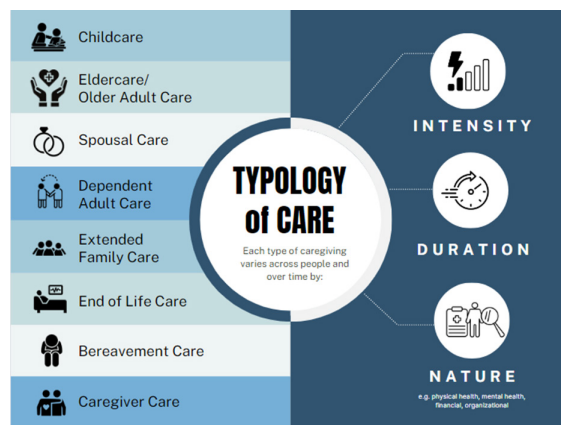 Childcare
Eldercare/
Older Adult Care
Spousal Care
Dependent
Adult Care
Extended
Family Care
End of Life Care
Bereavement Care
Caregiver Care
TYPOLOGY
of CARE
Each type of caregiving
varies across people and
over time by:
INTENSITY
DURATION
NATURE
e.g. physical health, mental health,
financial, organizational